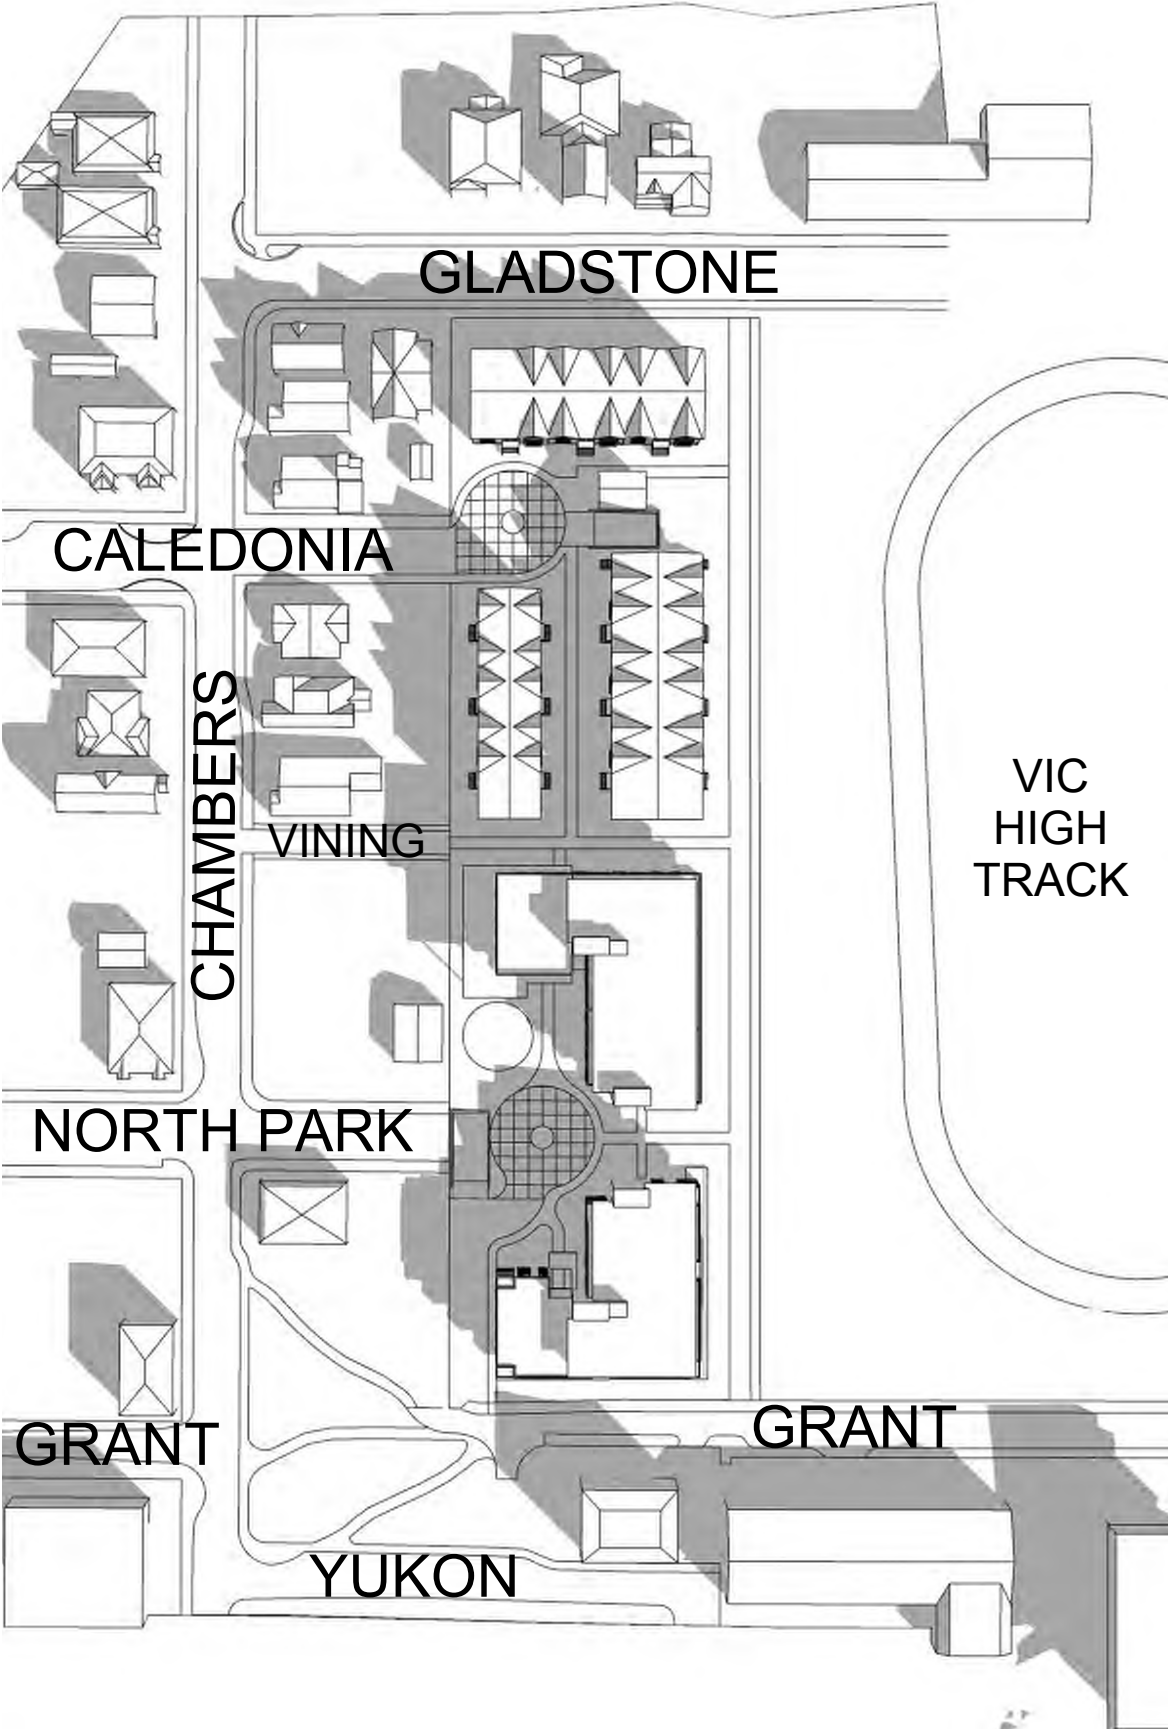 GLADSTONE
CALEDONIA
CHAMBERS
VIC
HIGH
TRACK
VINING
NORTH PARK
GRANT
GRANT
YUKON